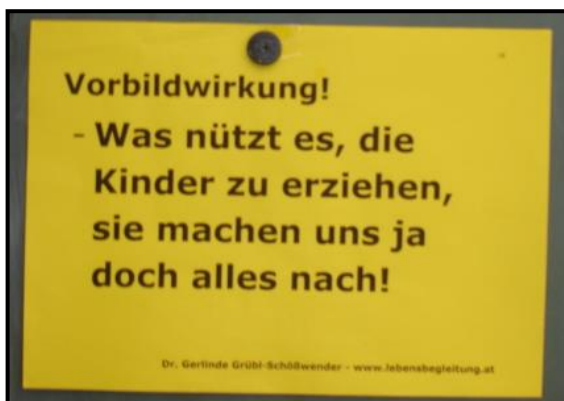 Vorbildwirkung!
- Was nützt es, die
Kinder zu erziehen,
sie machen uns ja
doch alles nach!
Dr. Gerlinde Grübl-Schößwender - www.lebensbegleitung.at